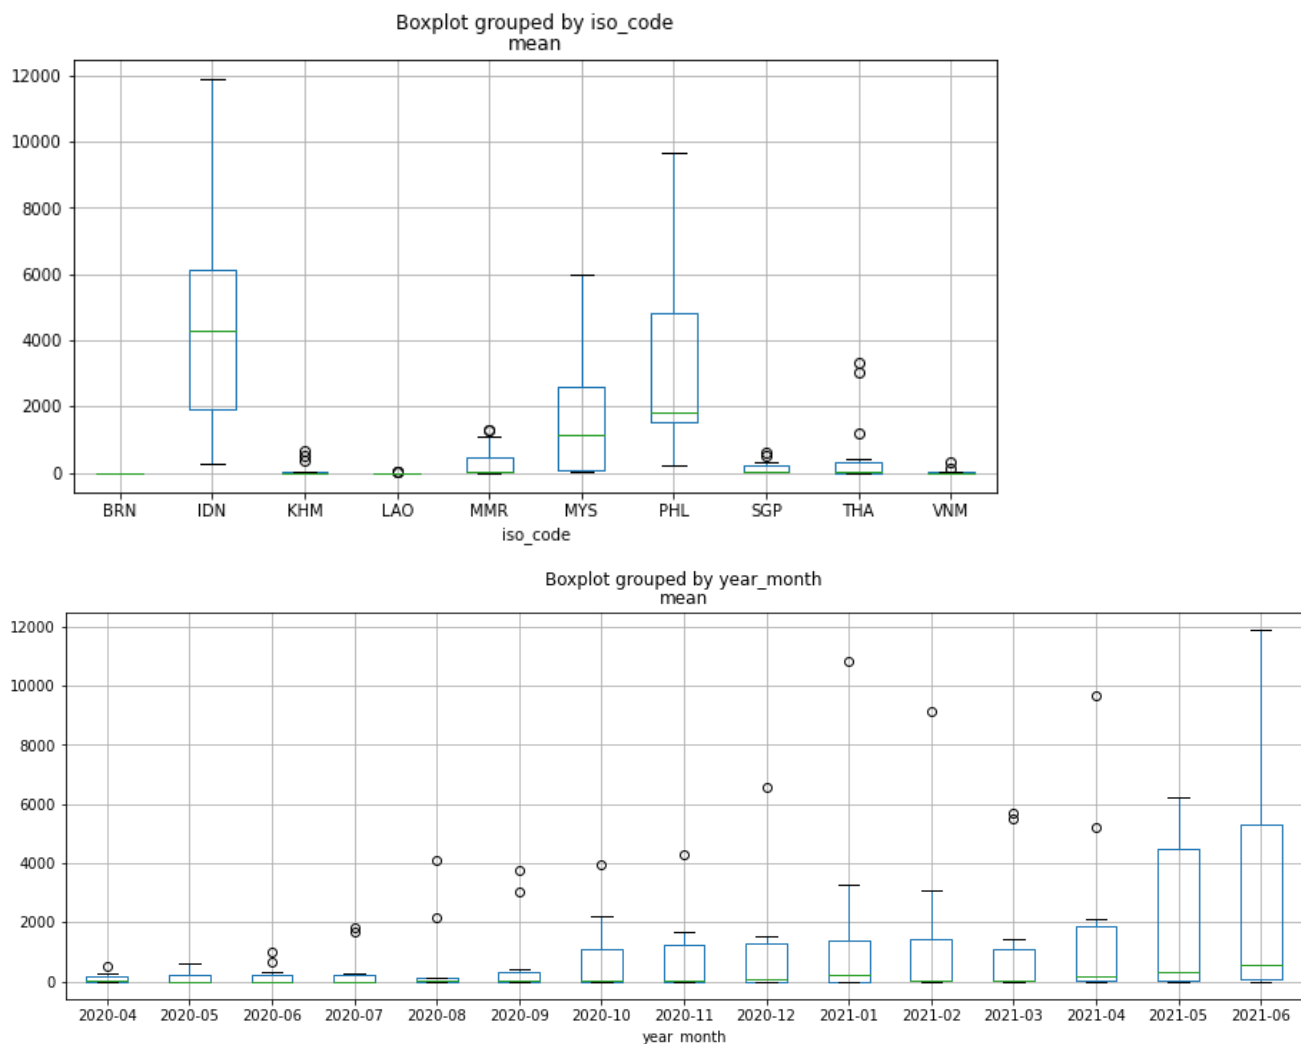 Boxplot grouped by iso_code
mean
12000
10000
8000
6000
4000
2000
0
BRN IDN KHM LAO MMR MYS PHL SGP THA VNM
iso_code
Boxplot grouped by year_month
mean
12000
10000
8000
6000
4000
2000
0
2020-04 2020-05 2020-06 2020-07 2020-08 2020-09 2020-10 2020-11 2020-12 2021-01 2021-02 2021-03 2021-04 2021-05 2021-06
year_month